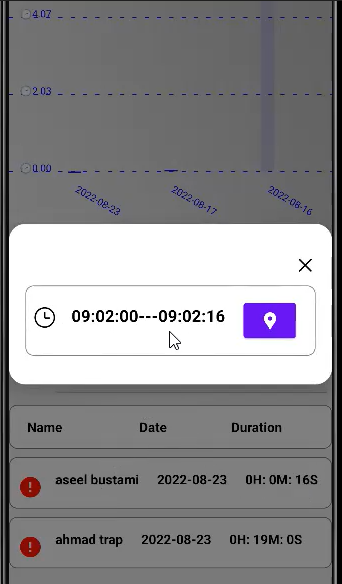 4.07
2.03
0.00
2022-08-23
2022-08-17
2022-08-16
09:02:00---09:02:16
Name Date Duration
aseel bustami 2022-08-23 0H: 0M: 16S
ahmad trap 2022-08-23 0H: 19M: 0S